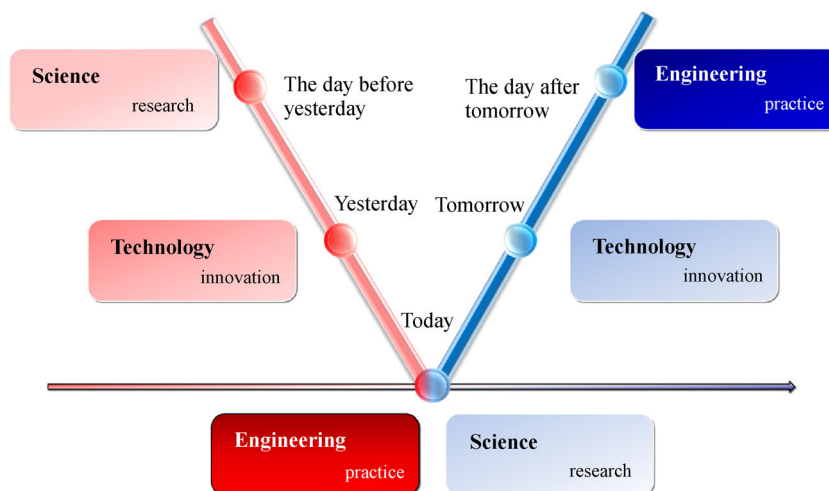 Science
research
The day before
yesterday
The day after
tomorrow
Engineering
practice
Technology
innovation
Yesterday
Tomorrow
Technology
innovation
Today
Engineering
practice
Science
research